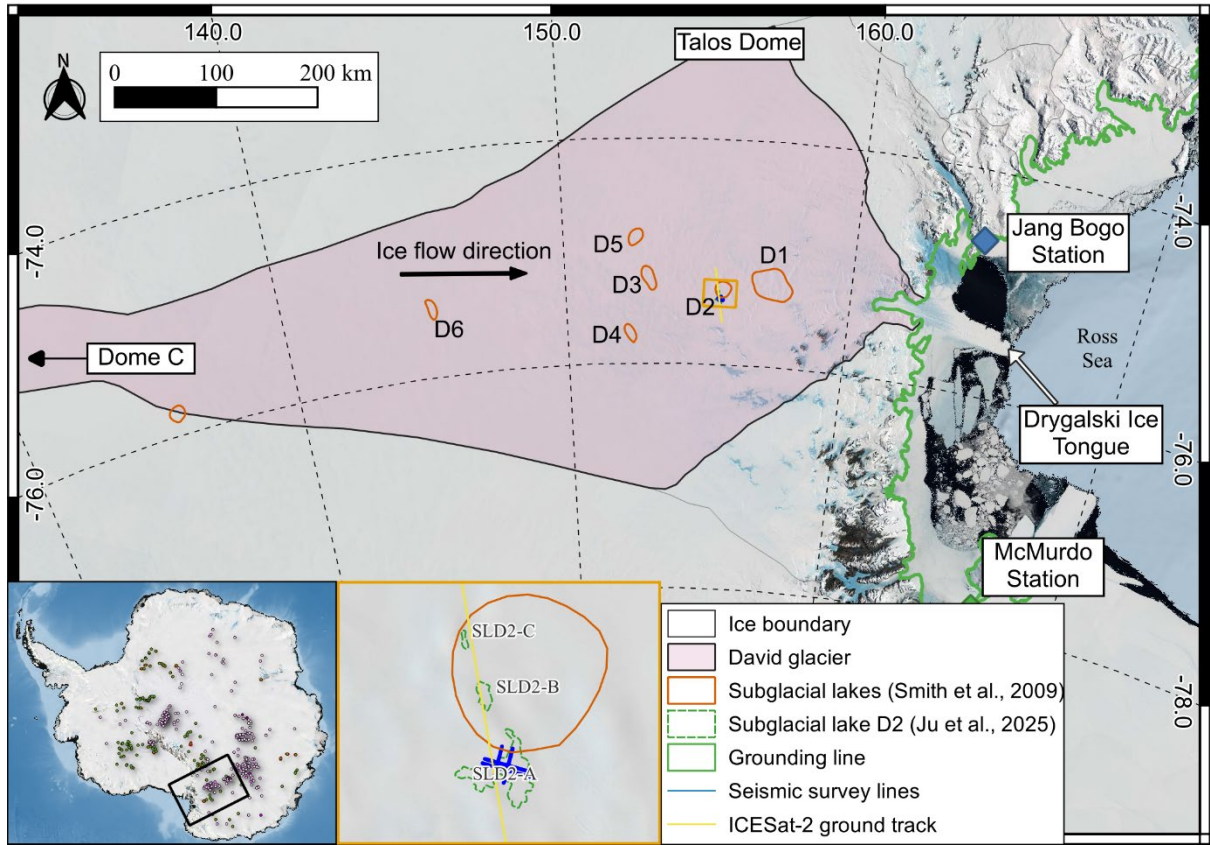 140.0
150.0
160.0
Talos Dome
N
0 100 200 km
-74.0
-74.0
Jang Bogo
Station
D5
D1
Ice flow direction
D3
D2
D6
D4
Dome C
Ross
Sea
Drygalski Ice
Tongue
-76.0
-76.0
McMurdo
Station
-78.0
SLD2-C
SLD2-B
SLD2-A
Ice boundary
David glacier
Subglacial lakes (Smith et al., 2009)
Subglacial lake D2 (Ju et al., 2025)
Grounding line
Seismic survey lines
ICESat-2 ground track